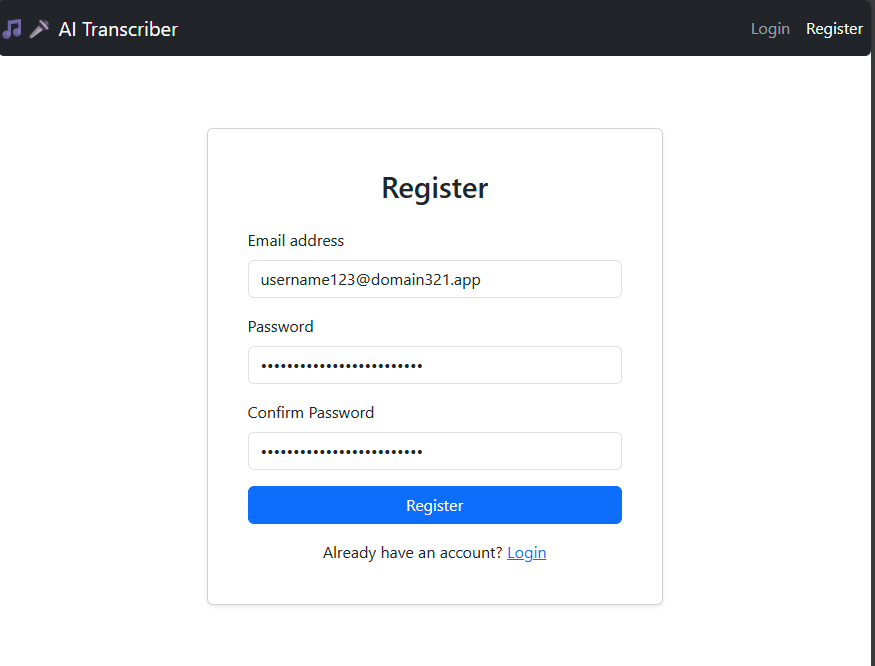 AI Transcriber
Login
Register
Register
Email address
username123@domain321.app
Password
•••••••••••••••••••••••••
Confirm Password
•••••••••••••••••••••••••
Register
Already have an account? Login